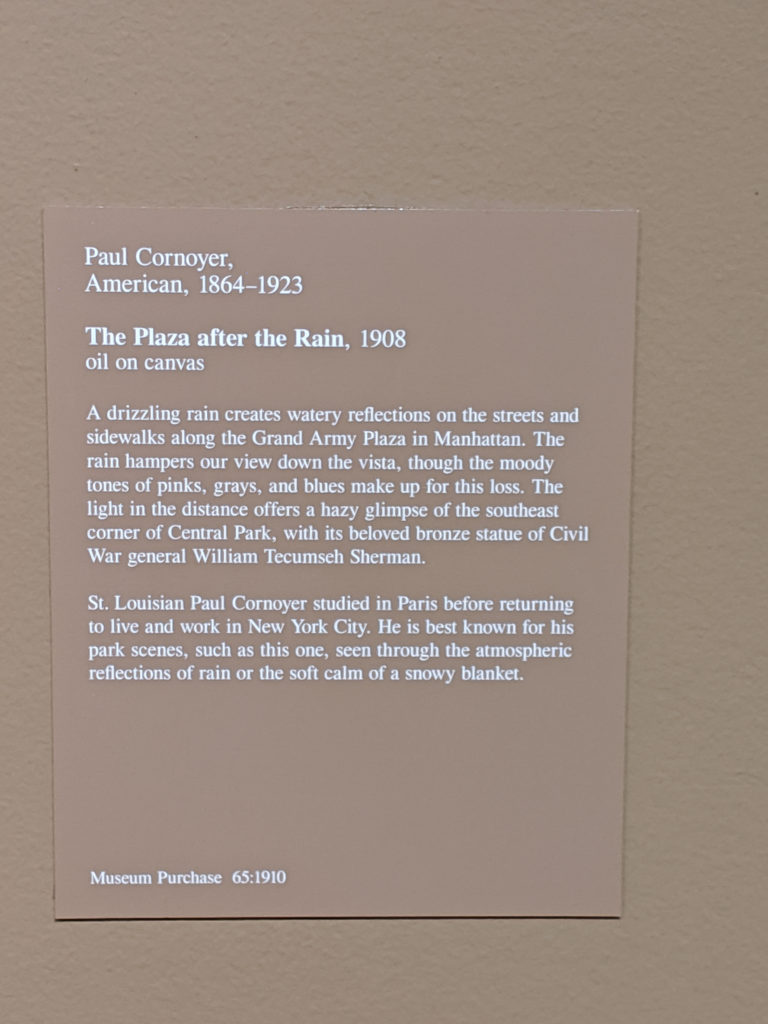 Paul Cornoyer,
American, 1864–1923
The Plaza after the Rain, 1908
oil on canvas
A drizzling rain creates watery reflections on the streets and
sidewalks along the Grand Army Plaza in Manhattan. The
rain hampers our view down the vista, though the moody
tones of pinks, grays, and blues make up for this loss. The
light in the distance offers a hazy glimpse of the southeast
corner of Central Park, with its beloved bronze statue of Civil
War general William Tecumseh Sherman.
St. Louisian Paul Cornoyer studied in Paris before returning
to live and work in New York City. He is best known for his
park scenes, such as this one, seen through the atmospheric
reflections of rain or the soft calm of a snowy blanket.
Museum Purchase 65:1910